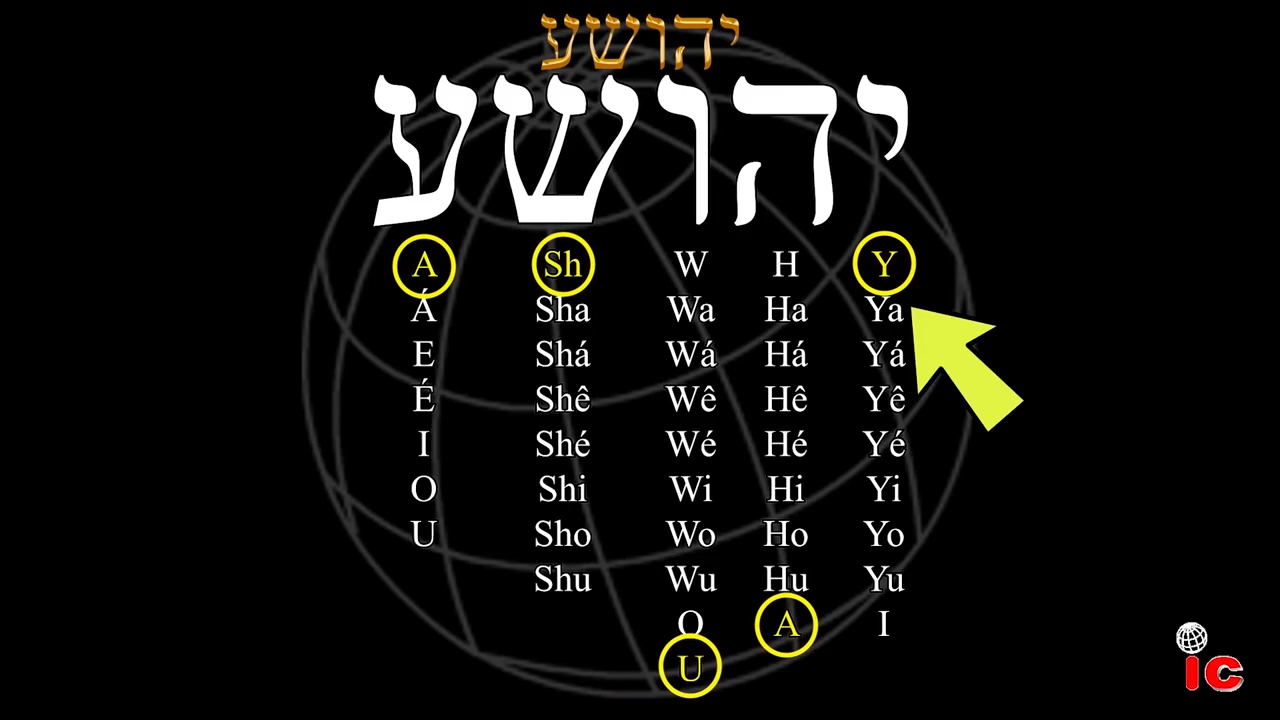 יהושע
יהושע
A Sh W H Y
Á Sha Wa Ha Ya
E Shá Wá Há Yá
É Shê Wê Hê Yê
I Shé Wé Hé Yé
O Shi Wi Hi Yi
U Sho Wo Ho Yo
Shu Wu Hu Yu
O A I
U
IC